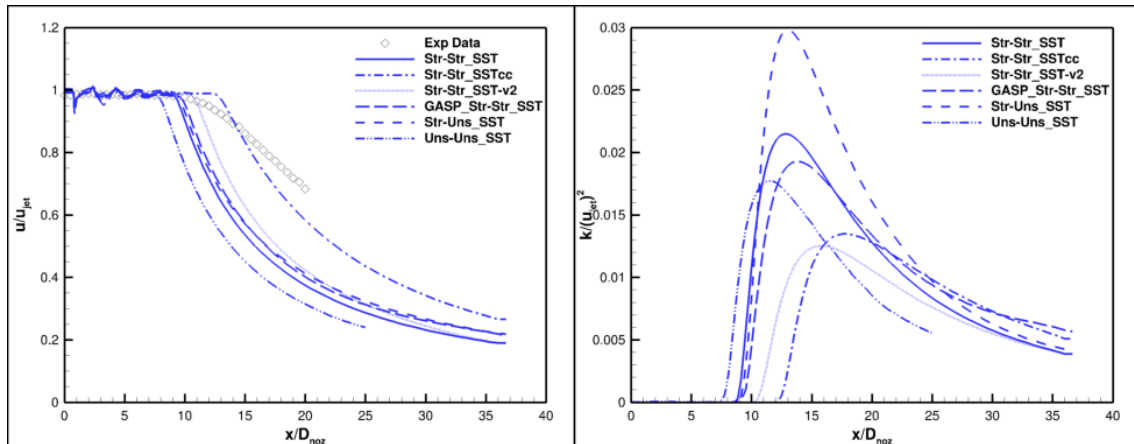 1.2
1
0.8
0.6
0.4
0.2
0
u/u_jet
0 5 10 15 20 25 30 35 40
x/D_noz
Exp Data
Str-Str_SST
Str-Str_SSTcc
Str-Str_SST-v2
GASP_Str-Str_SST
Str-Uns_SST
Uns-Uns_SST
0.03
0.025
0.02
0.015
0.01
0.005
0
k/(u_jet)^2
0 5 10 15 20 25 30 35 40
x/D_noz
Str-Str_SST
Str-Str_SSTcc
Str-Str_SST-v2
GASP_Str-Str_SST
Str-Uns_SST
Uns-Uns_SST